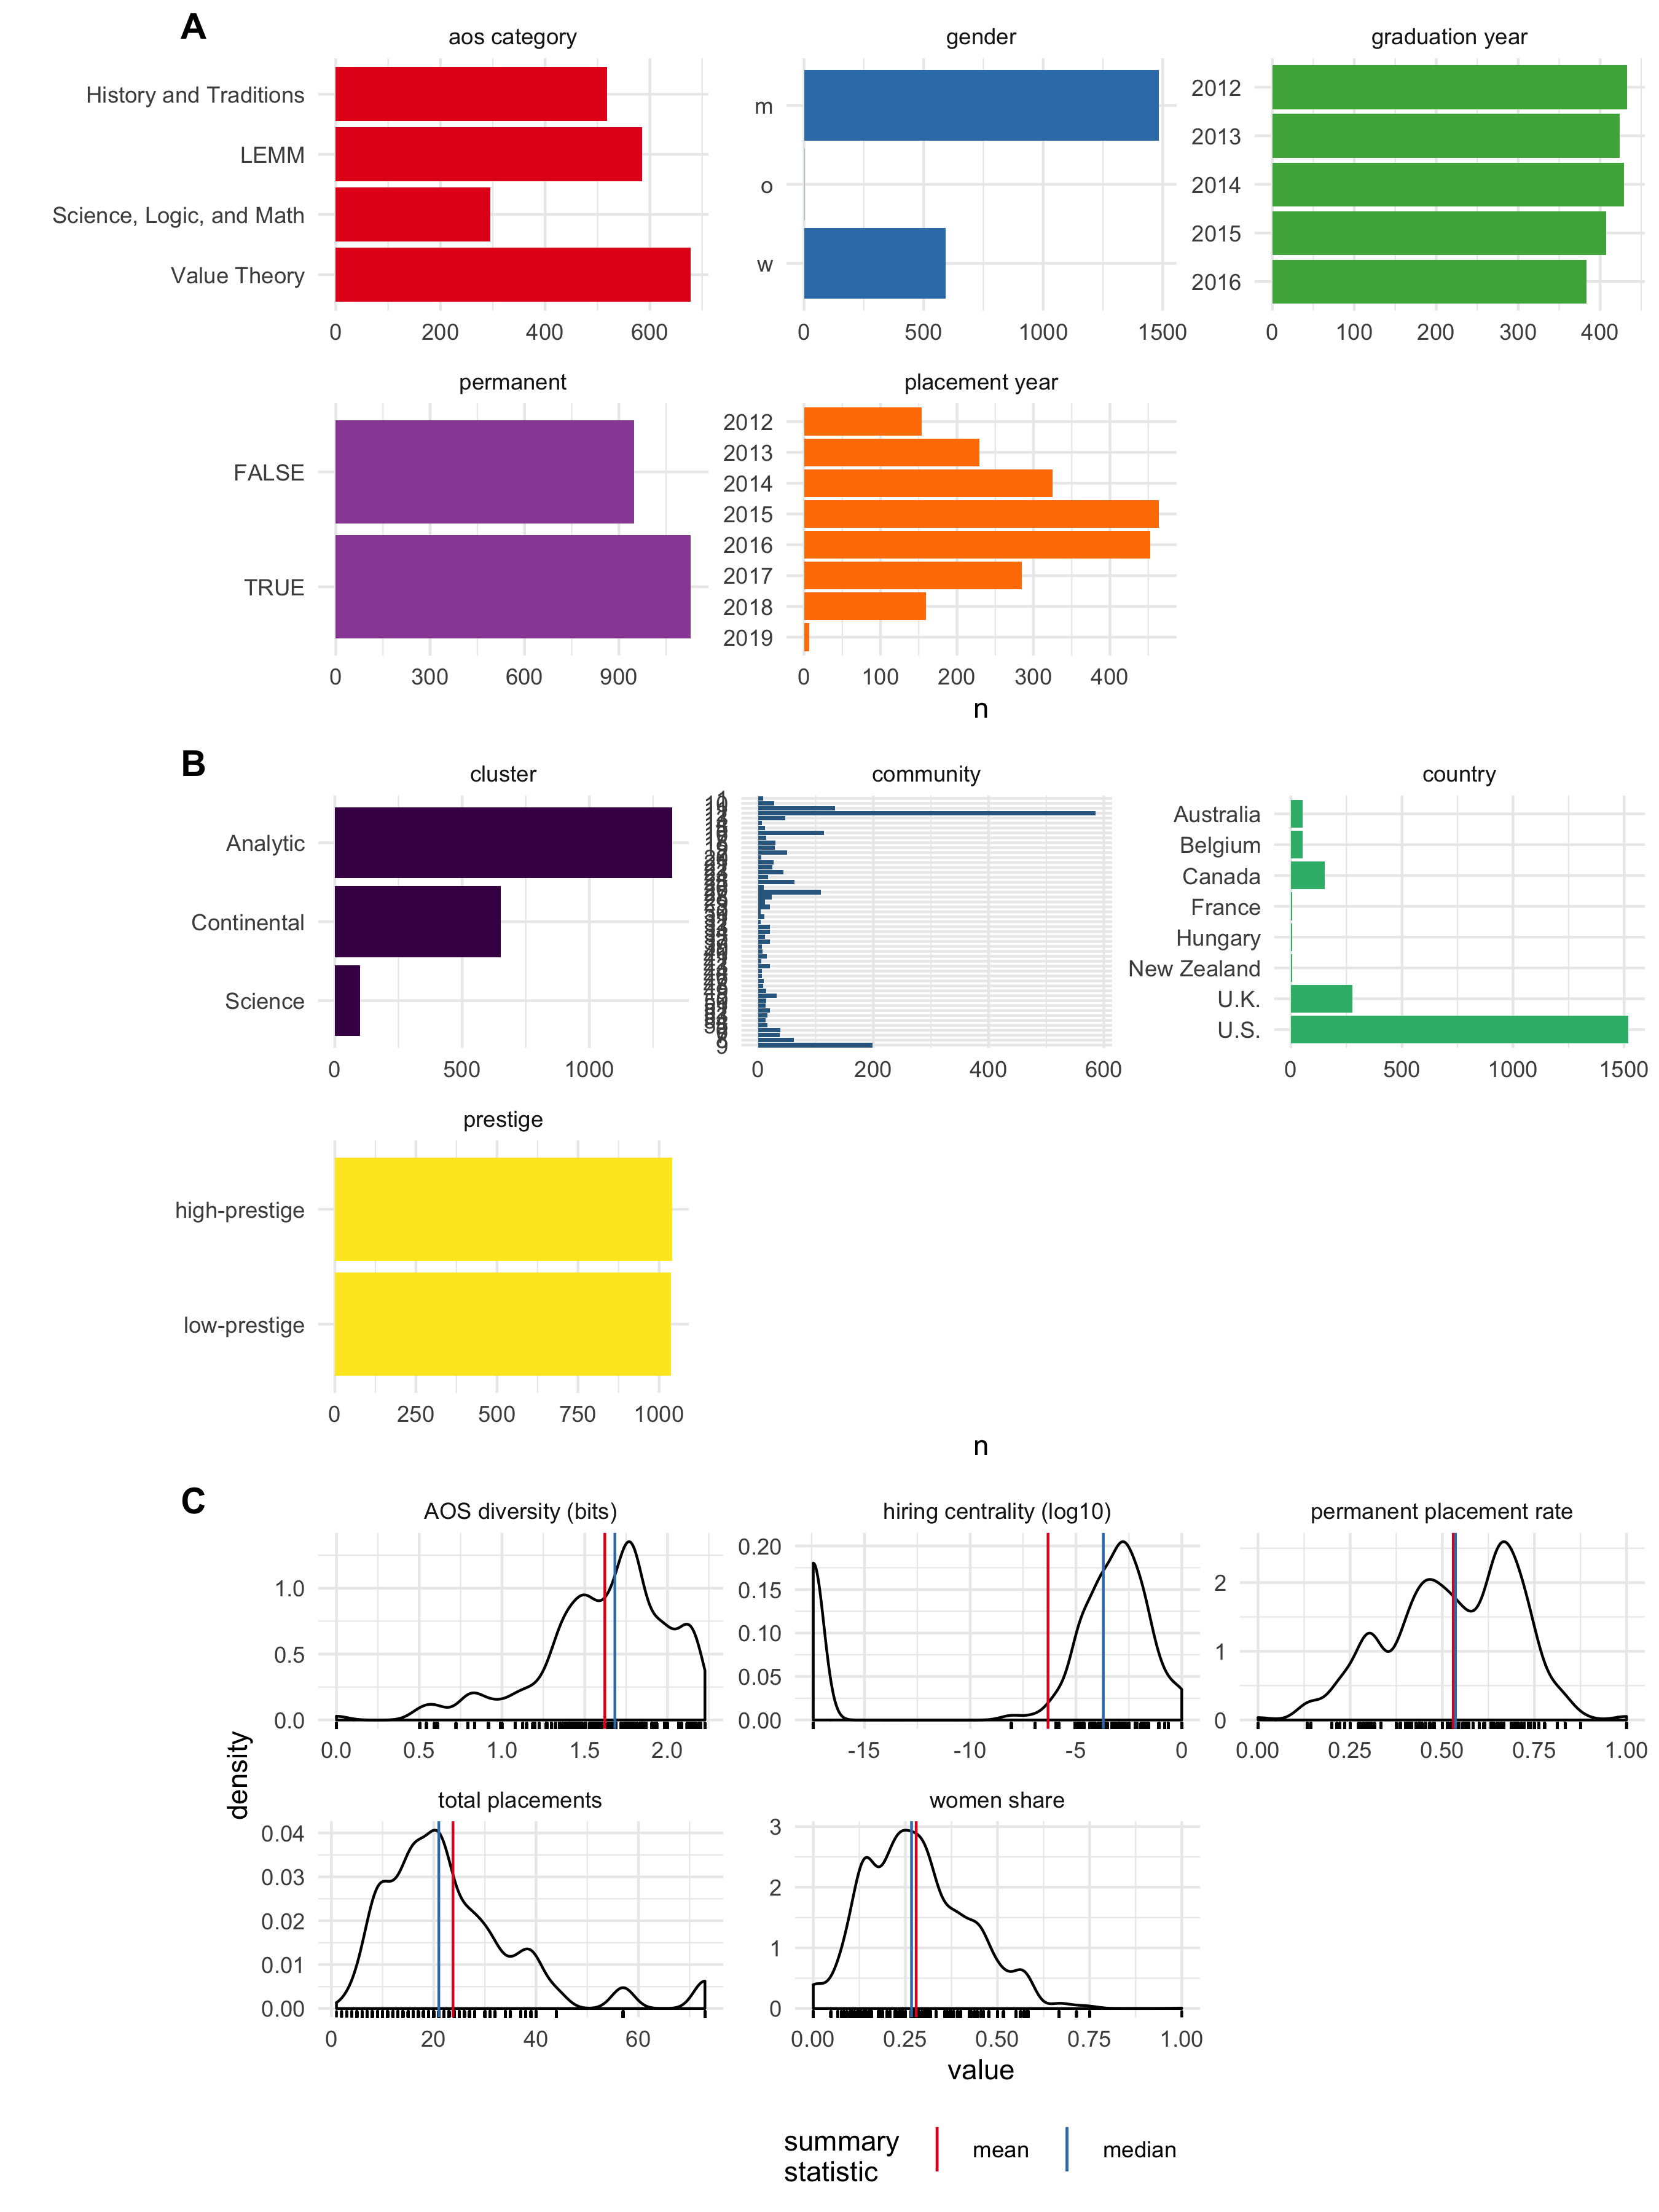 A
aos category
gender
graduation year
History and Traditions
LEMM
Science, Logic, and Math
Value Theory
0 200 400 600
m
o
w
0 500 1000 1500
2012
2013
2014
2015
2016
0 100 200 300 400
permanent
placement year
FALSE
TRUE
0 300 600 900
2012
2013
2014
2015
2016
2017
2018
2019
0 100 200 300 400
n
B
cluster
community
country
Analytic
Continental
Science
0 500 1000
9
0 200 400 600
Australia
Belgium
Canada
France
Hungary
New Zealand
U.K.
U.S.
0 500 1000 1500
prestige
high-prestige
low-prestige
0 250 500 750 1000
n
C
AOS diversity (bits)
hiring centrality (log10)
permanent placement rate
1.0
0.5
0.0
0.0 0.5 1.0 1.5 2.0
0.20
0.15
0.10
0.05
0.00
-15 -10 -5 0
2
1
0
0.00 0.25 0.50 0.75 1.00
density
total placements
women share
0.04
0.03
0.02
0.01
0.00
0 20 40 60
3
2
1
0
0.00 0.25 0.50 0.75 1.00
value
summary
statistic
mean
median